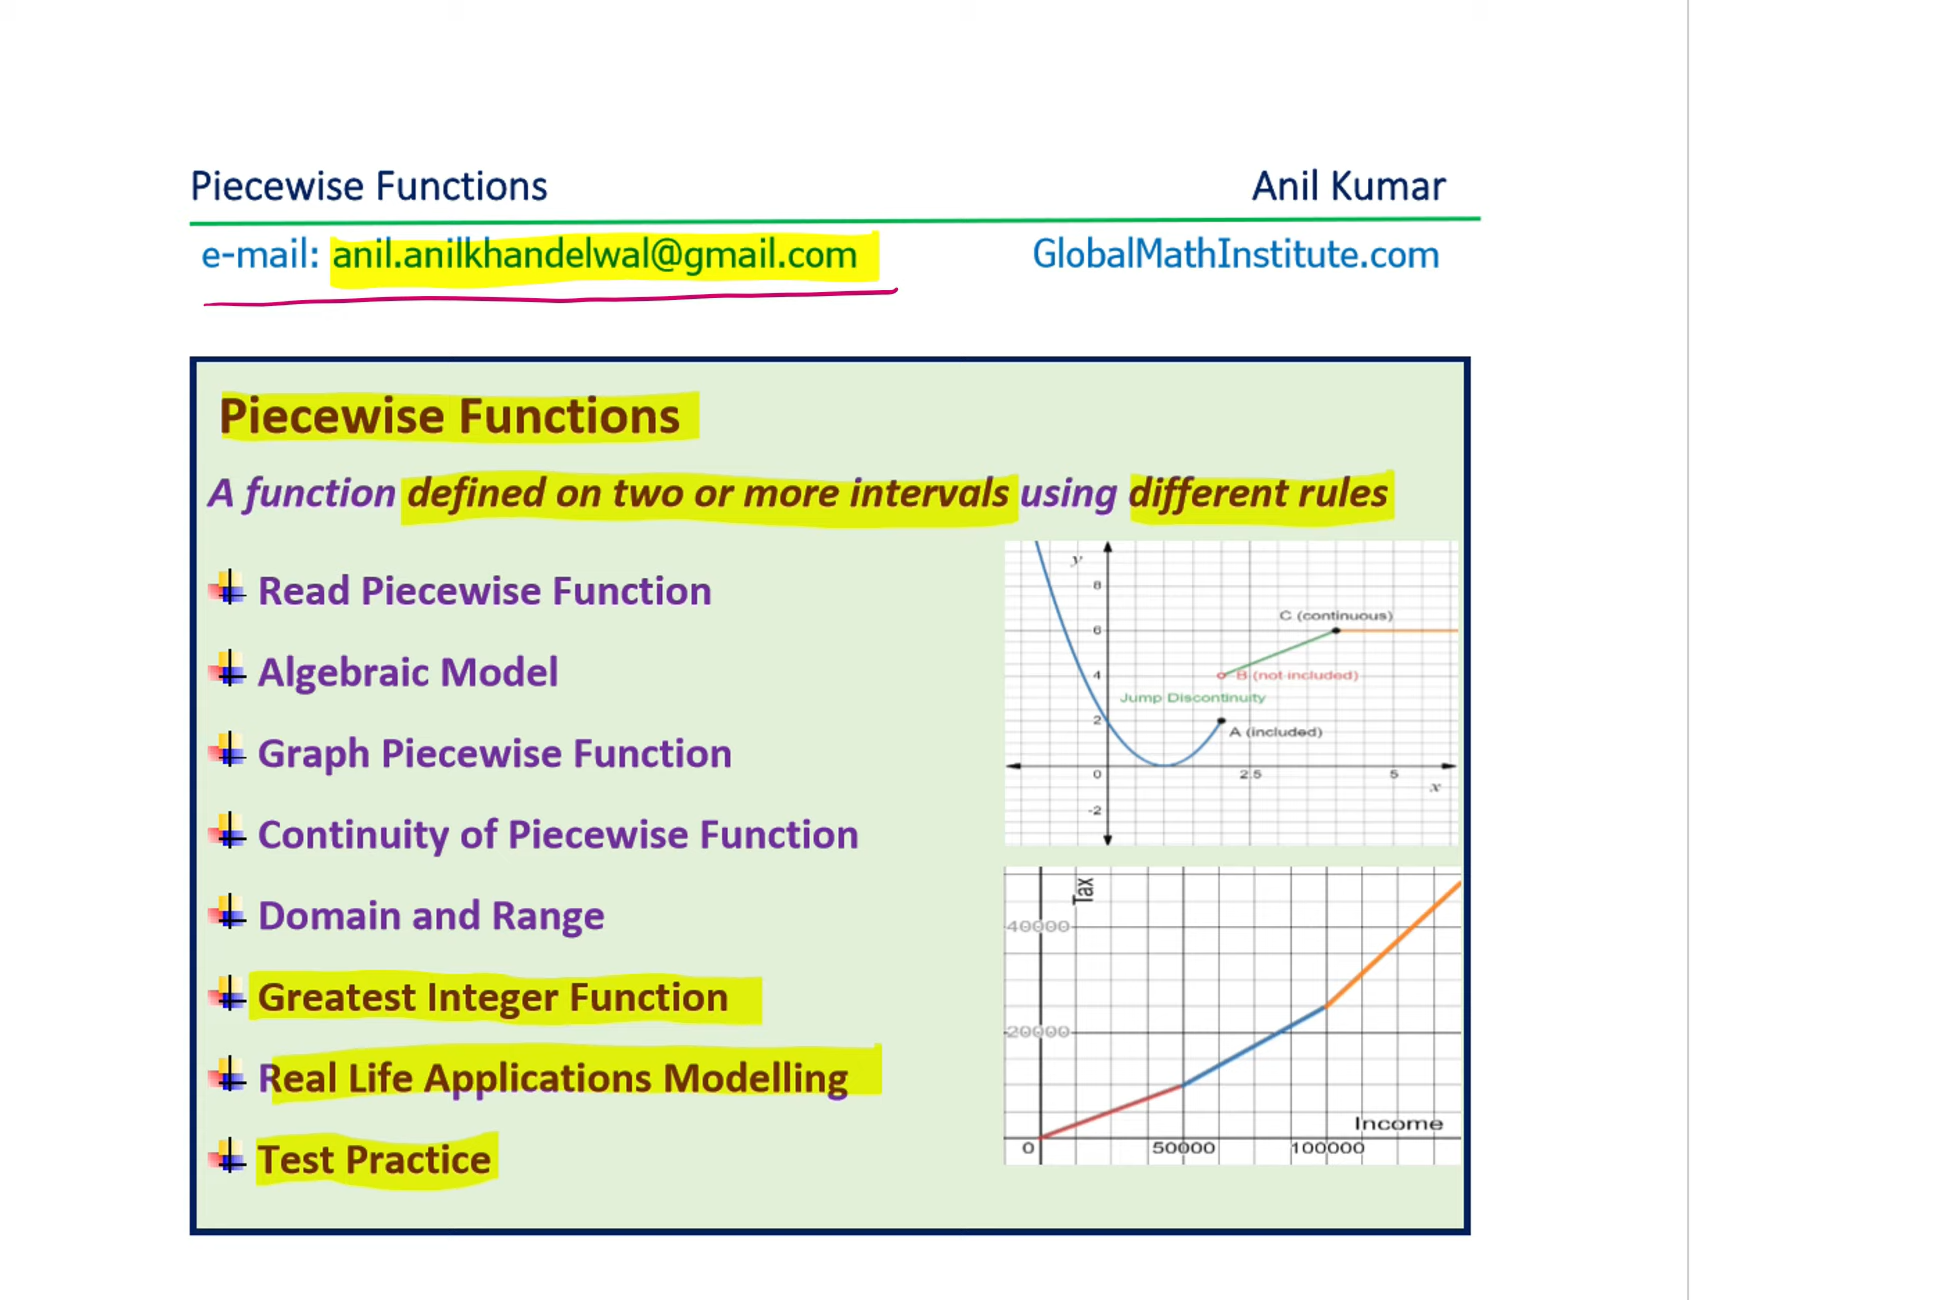 Piecewise Functions Anil Kumar
e-mail: anil.anilkhandelwal@gmail.com GlobalMathInstitute.com
Piecewise Functions
A function defined on two or more intervals using different rules
Read Piecewise Function
Algebraic Model
Graph Piecewise Function
Continuity of Piecewise Function
Domain and Range
Greatest Integer Function
Real Life Applications Modelling
Test Practice
y
8
C (continuous)
6
4 B (not included)
Jump Discontinuity
2
A (included)
0 2.5 5
x
-2
Tax
40000
20000
Income
0 50000 100000